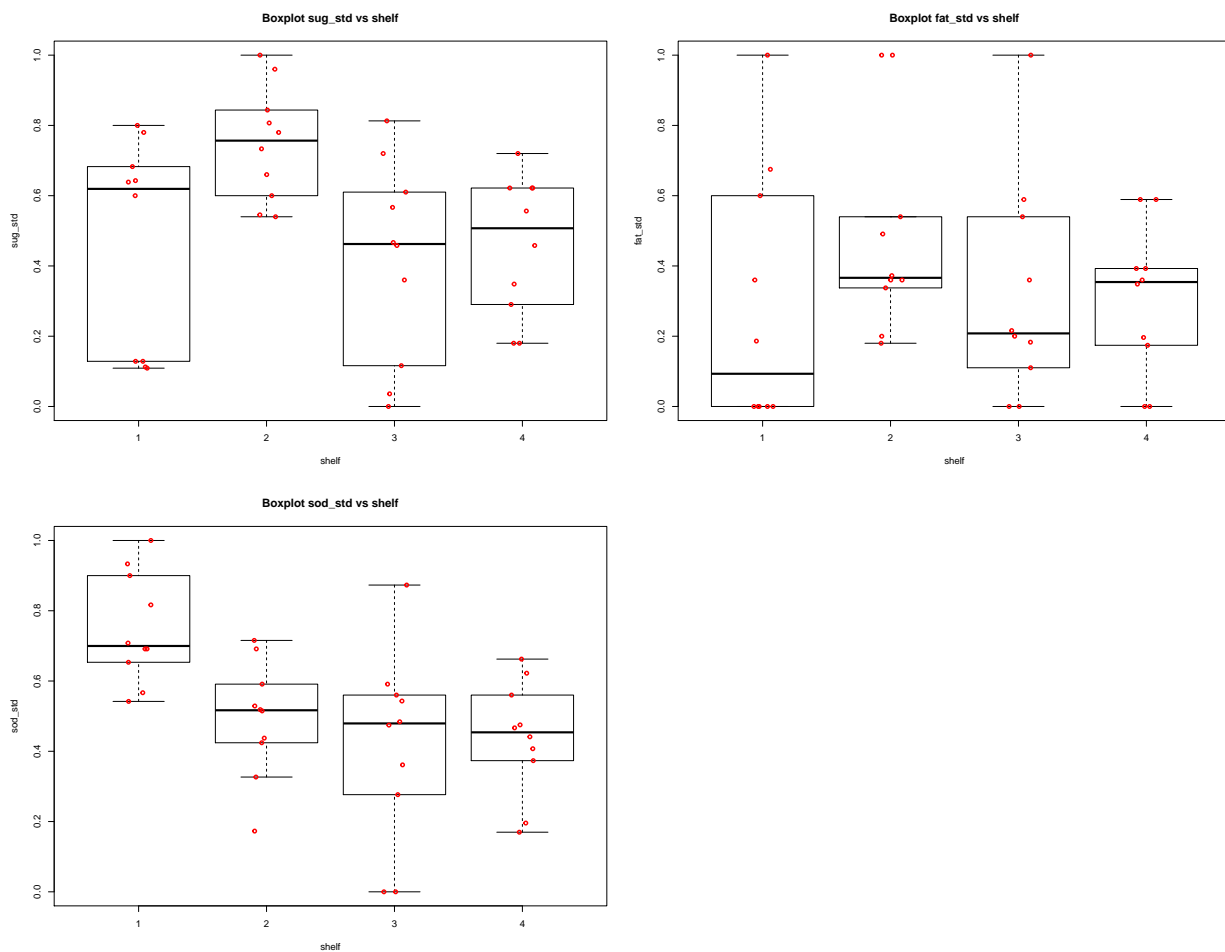 Boxplot sug_std vs shelf
1.0
0.8
0.6
0.4
0.2
0.0
sug_std
1 2 3 4
shelf
Boxplot fat_std vs shelf
1.0
0.8
0.6
0.4
0.2
0.0
fat_std
1 2 3 4
shelf
Boxplot sod_std vs shelf
1.0
0.8
0.6
0.4
0.2
0.0
sod_std
1 2 3 4
shelf